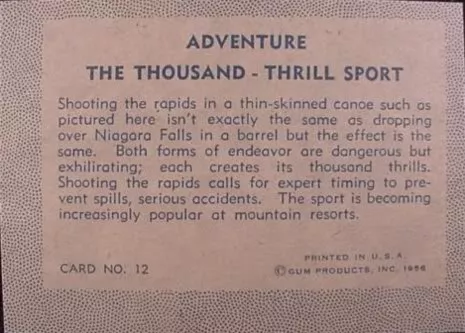 ADVENTURE
THE THOUSAND - THRILL SPORT
Shooting the rapids in a thin-skinned canoe such as
pictured here isn't exactly the same as dropping
over Niagara Falls in a barrel but the effect is the
same. Both forms of endeavor are dangerous but
exhilirating; each creates its thousand thrills.
Shooting the rapids calls for expert timing to pre-
vent spills, serious accidents. The sport is becoming
increasingly popular at mountain resorts.
PRINTED IN U.S.A.
CARD NO. 12
© GUM PRODUCTS, INC. 1956